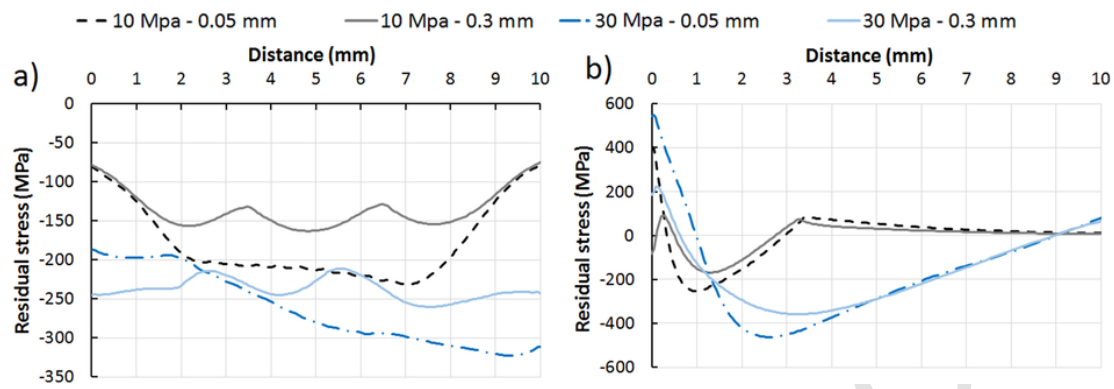 10 Mpa - 0.05 mm 10 Mpa - 0.3 mm 30 Mpa - 0.05 mm 30 Mpa - 0.3 mm
a)
Distance (mm)
0 1 2 3 4 5 6 7 8 9 10
Residual stress (MPa)
0
-50
-100
-150
-200
-250
-300
-350
b)
Distance (mm)
0 1 2 3 4 5 6 7 8 9 10
Residual stress (MPa)
600
400
200
0
-200
-400
-600